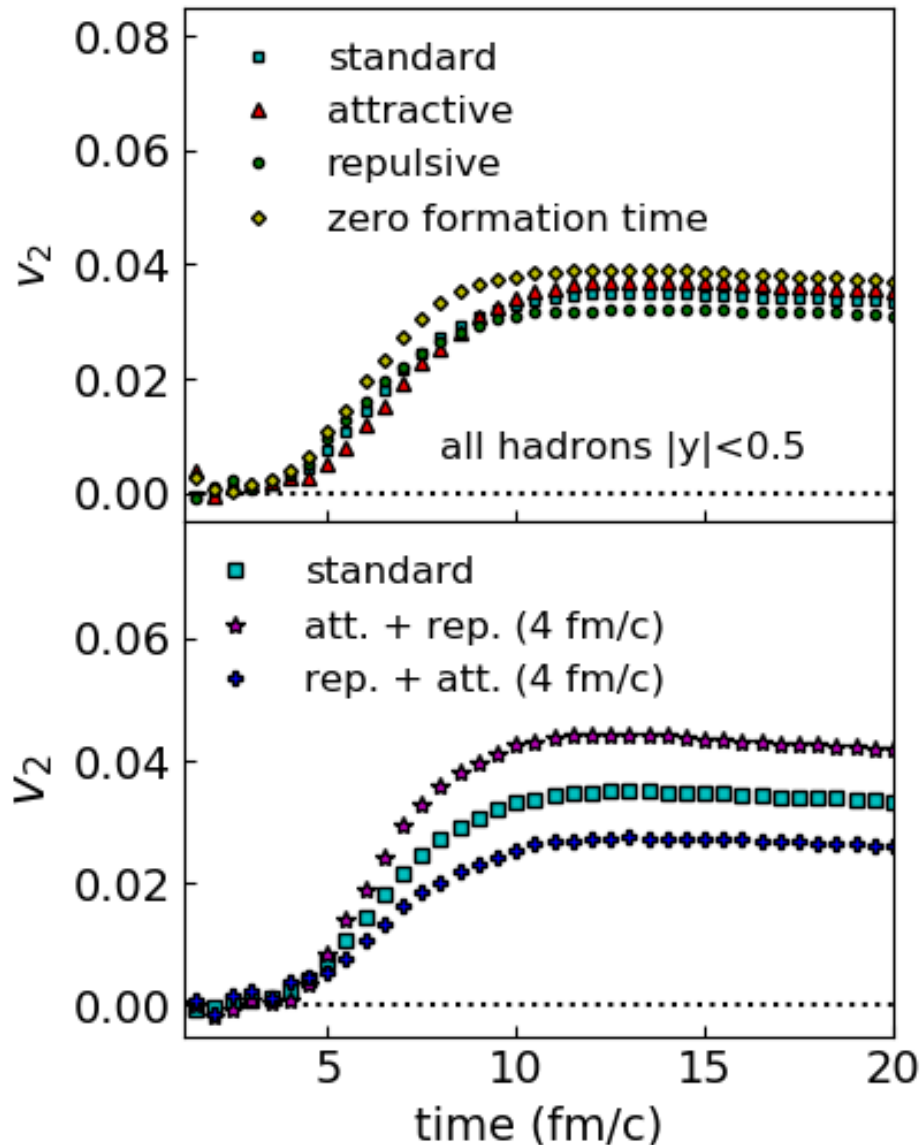 0.08
standard
attractive
repulsive
zero formation time
0.06
v₂
0.04
0.02
all hadrons |y|<0.5
0.00
standard
att. + rep. (4 fm/c)
rep. + att. (4 fm/c)
0.06
v₂
0.04
0.02
0.00
5 10 15 20
time (fm/c)